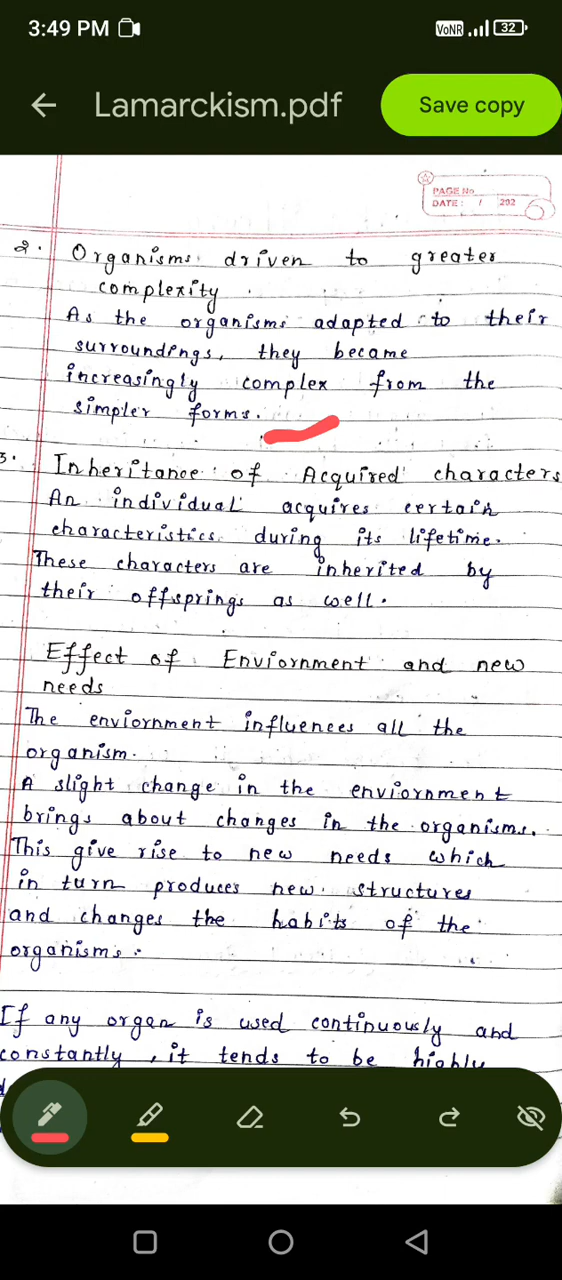 3:49 PM
VoNR
32
Lamarckism.pdf
Save copy
PAGE No
DATE: / 202
2. Organisms driven to greater
complexity.
As the organisms adapted to their
surroundings, they became
increasingly complex from the
simpler forms.
3. Inheritance of Acquired characters
An individual acquires certain
characteristics during its lifetime.
These characters are inherited by
their offsprings as well.
Effect of Enviornment and new
needs
The enviornment influences all the
organism.
A slight change in the enviornment
brings about changes in the organisms.
This give rise to new needs which
in turn produces new structures
and changes the habits of the
organisms.
If any organ is used continuously and
constantly, it tends to be highly